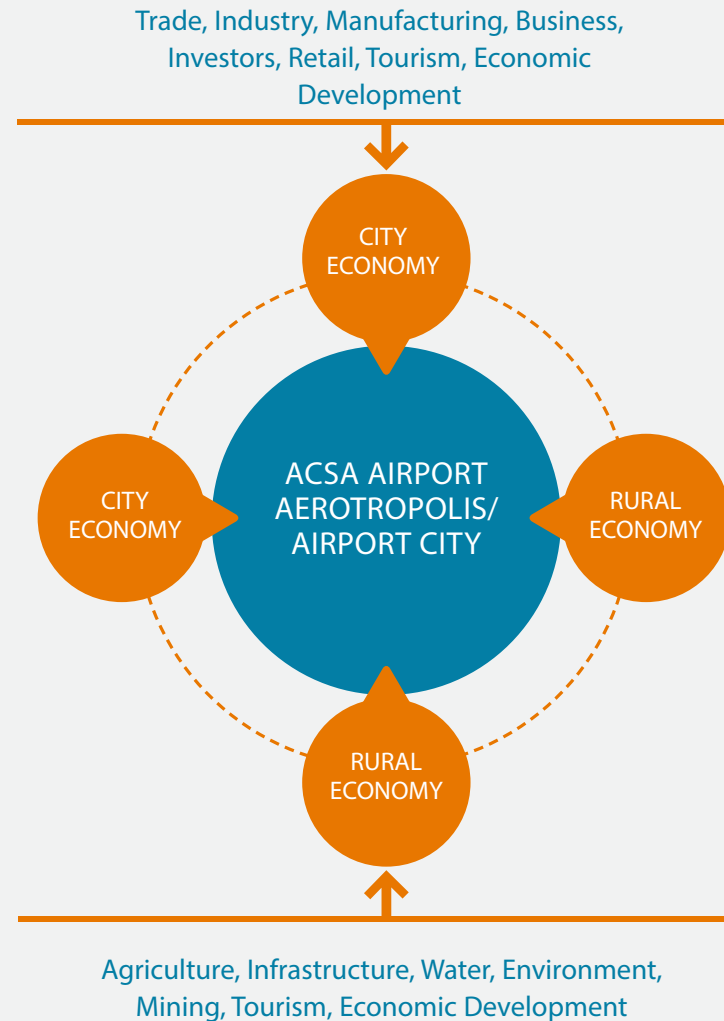 Trade, Industry, Manufacturing, Business,
Investors, Retail, Tourism, Economic
Development
CITY
ECONOMY
ACSA AIRPORT
AEROTROPOLIS/
AIRPORT CITY
CITY
ECONOMY
RURAL
ECONOMY
RURAL
ECONOMY
Agriculture, Infrastructure, Water, Environment,
Mining, Tourism, Economic Development